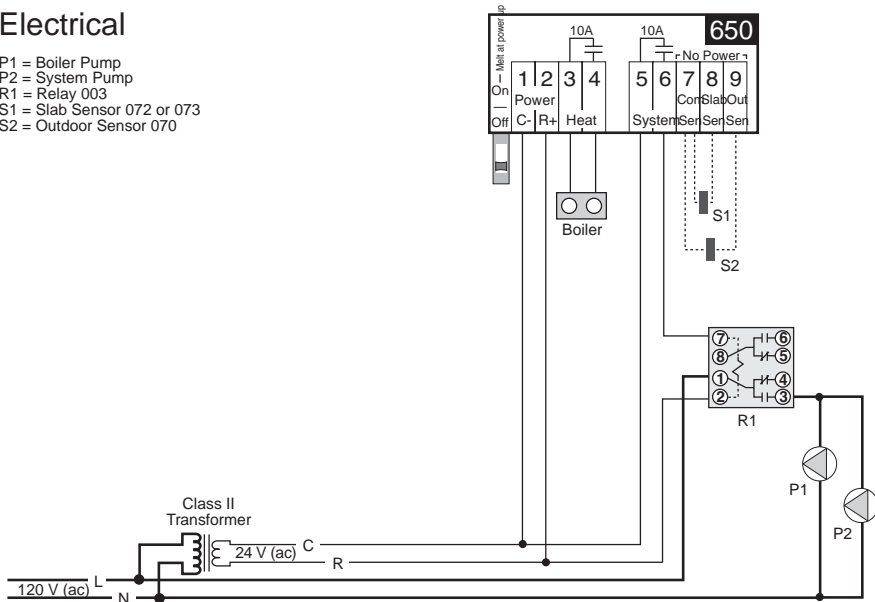 Electrical
P1 = Boiler Pump
P2 = System Pump
R1 = Relay 003
S1 = Slab Sensor 072 or 073
S2 = Outdoor Sensor 070
Melt at power up
On
Off
10A
10A
650
No Power
1 2 3 4 5 6 7 8 9
Power
Com Slab Out
C- R+ Heat System Sen Sen Sen
Boiler
S1
S2
7 6
8 5
1 4
2 3
R1
P1
P2
Class II
Transformer
24 V (ac)
C
R
120 V (ac)
L
N